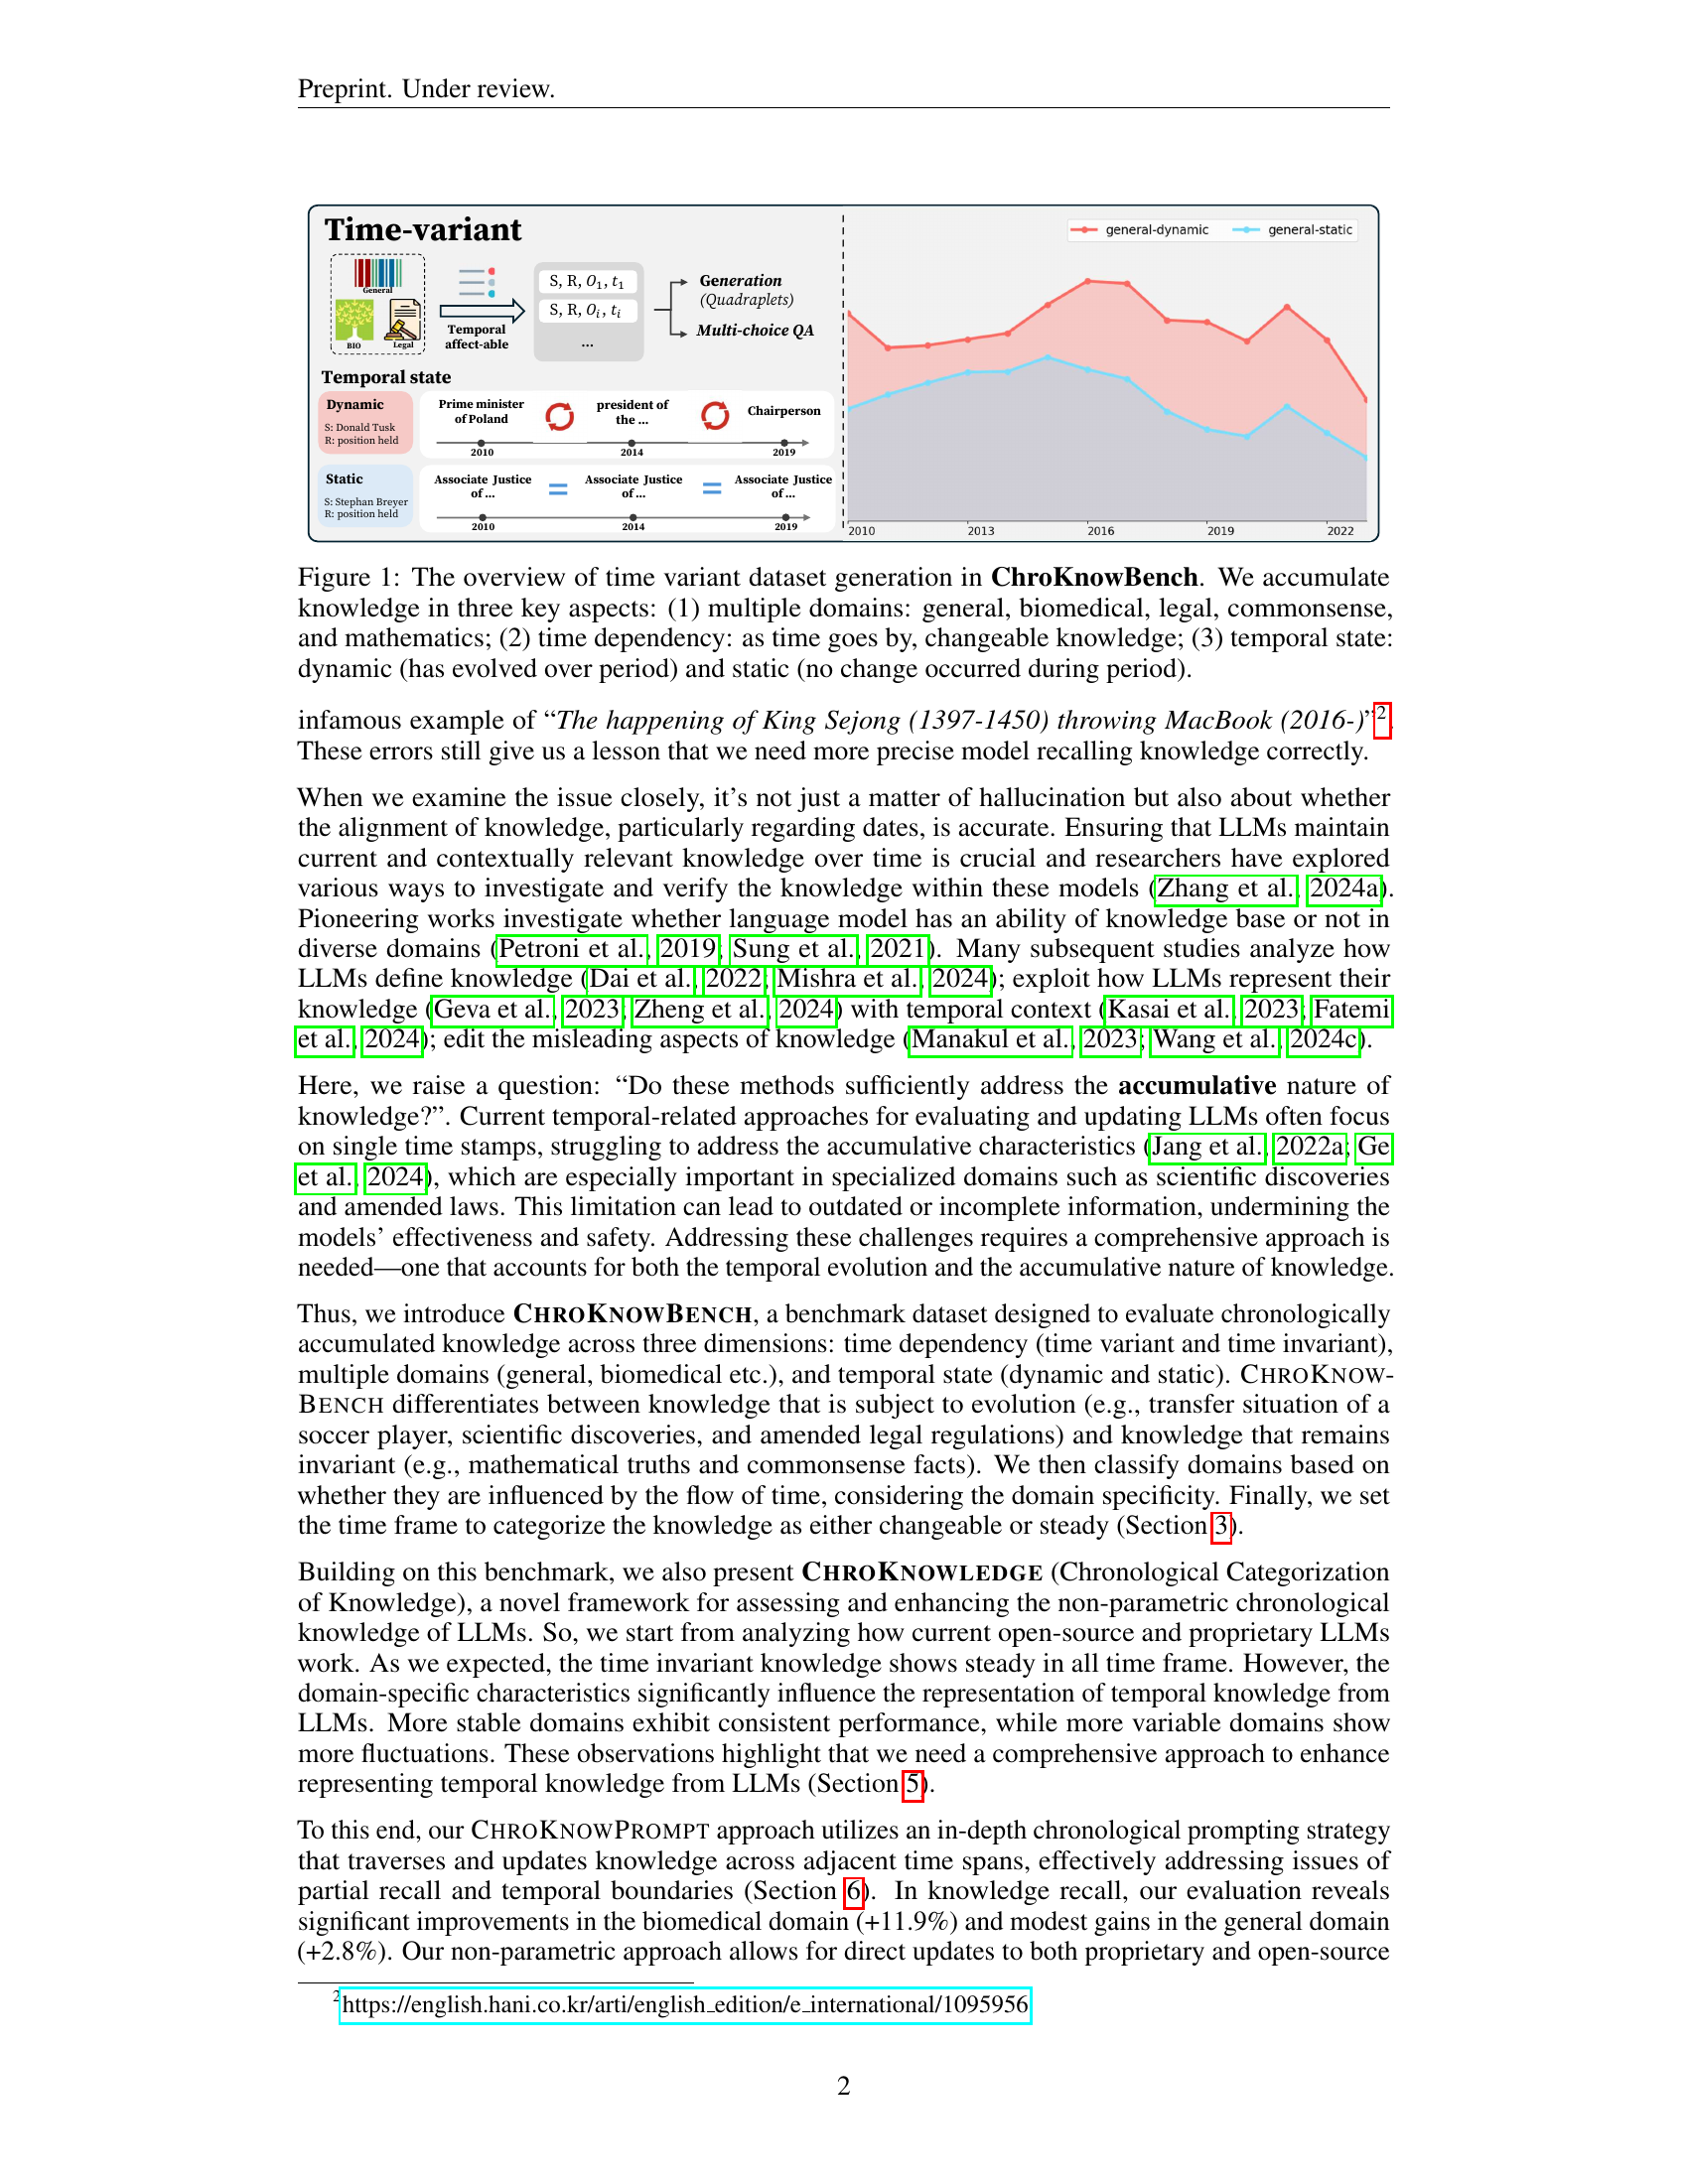 Preprint. Under review.
Time-variant
General
BIO
Legal
Temporal
affect-able
S, R, O₁, t₁
S, R, Oᵢ, tᵢ
...
Generation
(Quadraplets)
Multi-choice QA
Temporal state
Dynamic
S: Donald Tusk
R: position held
Prime minister
of Poland
president of
the ...
Chairperson
2010
2014
2019
Static
S: Stephan Breyer
R: position held
Associate Justice
of ...
=
Associate Justice
of ...
=
Associate Justice
of ...
2010
2014
2019
general-dynamic
general-static
2010
2013
2016
2019
2022
Figure 1: The overview of time variant dataset generation in ChroKnowBench. We accumulate
knowledge in three key aspects: (1) multiple domains: general, biomedical, legal, commonsense,
and mathematics; (2) time dependency: as time goes by, changeable knowledge; (3) temporal state:
dynamic (has evolved over period) and static (no change occurred during period).
infamous example of “The happening of King Sejong (1397-1450) throwing MacBook (2016-)”2.
These errors still give us a lesson that we need more precise model recalling knowledge correctly.
When we examine the issue closely, it’s not just a matter of hallucination but also about whether
the alignment of knowledge, particularly regarding dates, is accurate. Ensuring that LLMs maintain
current and contextually relevant knowledge over time is crucial and researchers have explored
various ways to investigate and verify the knowledge within these models (Zhang et al., 2024a).
Pioneering works investigate whether language model has an ability of knowledge base or not in
diverse domains (Petroni et al., 2019; Sung et al., 2021). Many subsequent studies analyze how
LLMs define knowledge (Dai et al., 2022; Mishra et al., 2024); exploit how LLMs represent their
knowledge (Geva et al., 2023; Zheng et al., 2024) with temporal context (Kasai et al., 2023; Fatemi
et al., 2024); edit the misleading aspects of knowledge (Manakul et al., 2023; Wang et al., 2024c).
Here, we raise a question: “Do these methods sufficiently address the accumulative nature of
knowledge?”. Current temporal-related approaches for evaluating and updating LLMs often focus
on single time stamps, struggling to address the accumulative characteristics (Jang et al., 2022a; Ge
et al., 2024), which are especially important in specialized domains such as scientific discoveries
and amended laws. This limitation can lead to outdated or incomplete information, undermining the
models’ effectiveness and safety. Addressing these challenges requires a comprehensive approach is
needed—one that accounts for both the temporal evolution and the accumulative nature of knowledge.
Thus, we introduce CHROKNOWBENCH, a benchmark dataset designed to evaluate chronologically
accumulated knowledge across three dimensions: time dependency (time variant and time invariant),
multiple domains (general, biomedical etc.), and temporal state (dynamic and static). CHROKNOW-
BENCH differentiates between knowledge that is subject to evolution (e.g., transfer situation of a
soccer player, scientific discoveries, and amended legal regulations) and knowledge that remains
invariant (e.g., mathematical truths and commonsense facts). We then classify domains based on
whether they are influenced by the flow of time, considering the domain specificity. Finally, we set
the time frame to categorize the knowledge as either changeable or steady (Section 3).
Building on this benchmark, we also present CHROKNOWLEDGE (Chronological Categorization
of Knowledge), a novel framework for assessing and enhancing the non-parametric chronological
knowledge of LLMs. So, we start from analyzing how current open-source and proprietary LLMs
work. As we expected, the time invariant knowledge shows steady in all time frame. However, the
domain-specific characteristics significantly influence the representation of temporal knowledge from
LLMs. More stable domains exhibit consistent performance, while more variable domains show
more fluctuations. These observations highlight that we need a comprehensive approach to enhance
representing temporal knowledge from LLMs (Section 5).
To this end, our CHROKNOWPROMPT approach utilizes an in-depth chronological prompting strategy
that traverses and updates knowledge across adjacent time spans, effectively addressing issues of
partial recall and temporal boundaries (Section 6). In knowledge recall, our evaluation reveals
significant improvements in the biomedical domain (+11.9%) and modest gains in the general domain
(+2.8%). Our non-parametric approach allows for direct updates to both proprietary and open-source
2https://english.hani.co.kr/arti/english_edition/e_international/1095956
2